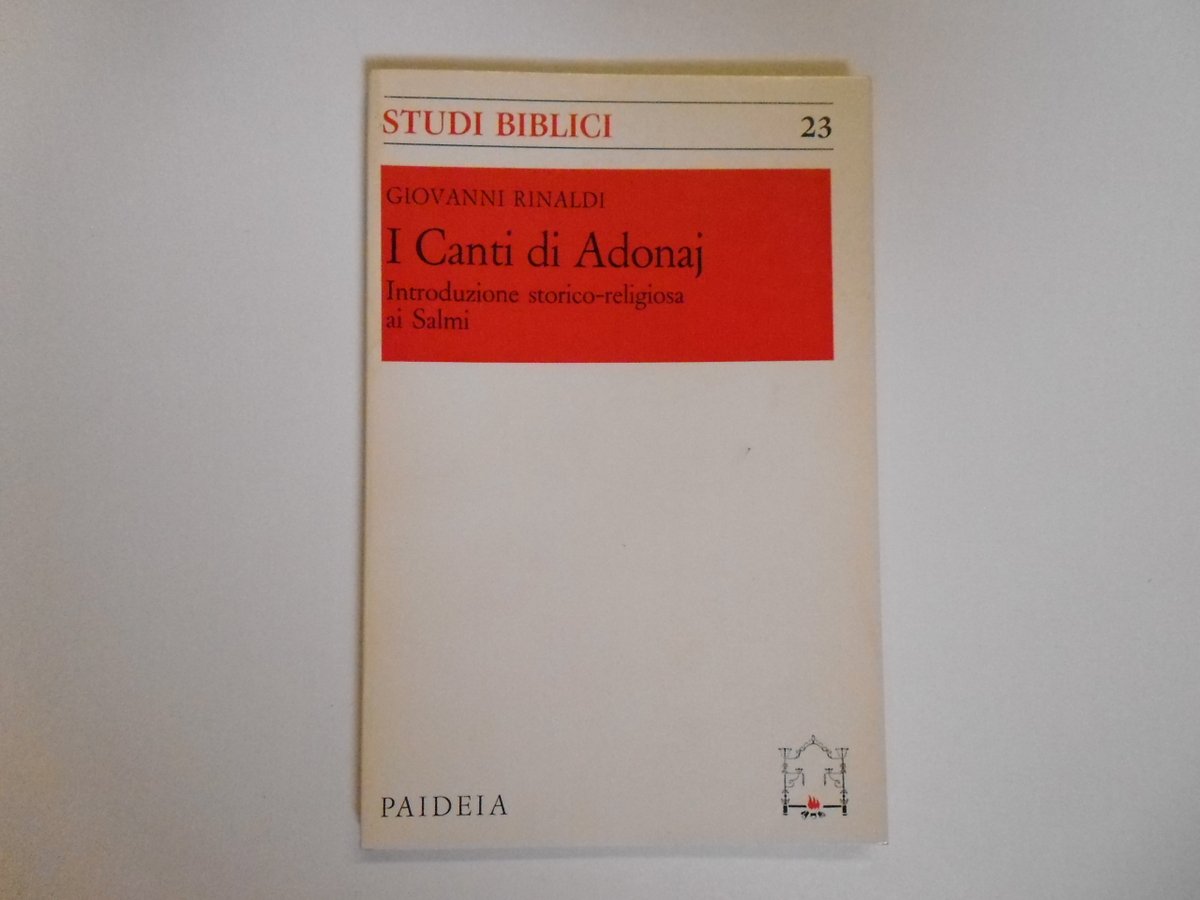 STUDI BIBLICI 23
GIOVANNI RINALDI
I Canti di Adonaj
Introduzione storico-religiosa
ai Salmi
PAIDEIA